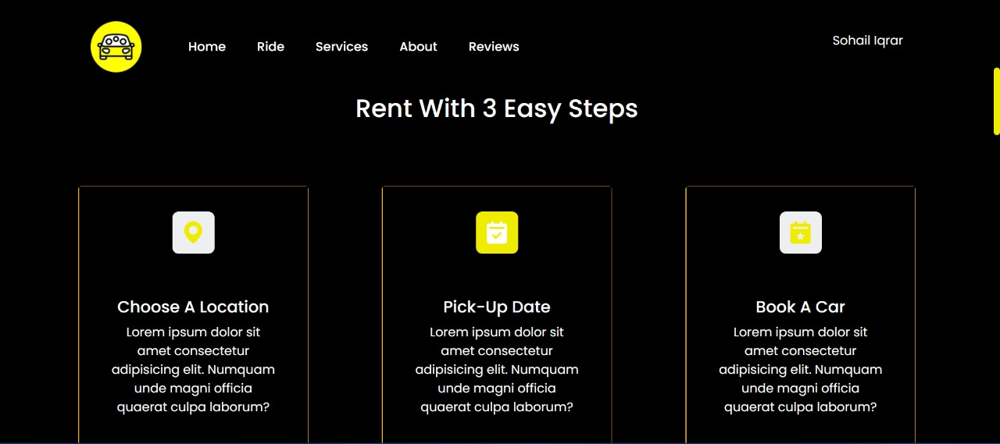 Home Ride Services About Reviews
Sohail Iqrar
Rent With 3 Easy Steps
Choose A Location
Lorem ipsum dolor sit
amet consectetur
adipisicing elit. Numquam
unde magni officia
quaerat culpa laborum?
Pick-Up Date
Lorem ipsum dolor sit
amet consectetur
adipisicing elit. Numquam
unde magni officia
quaerat culpa laborum?
Book A Car
Lorem ipsum dolor sit
amet consectetur
adipisicing elit. Numquam
unde magni officia
quaerat culpa laborum?